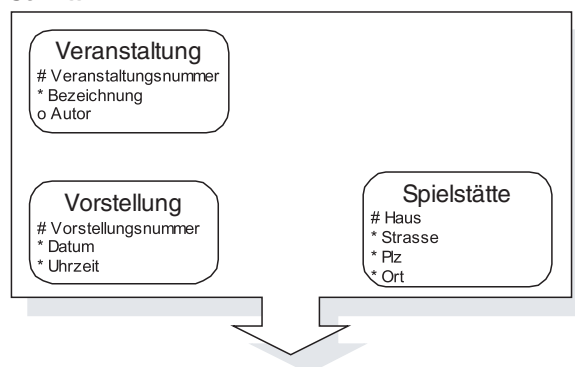 Veranstaltung
# Veranstaltungsnummer
* Bezeichnung
o Autor
Vorstellung
# Vorstellungsnummer
* Datum
* Uhrzeit
Spielstätte
# Haus
* Strasse
* Plz
* Ort